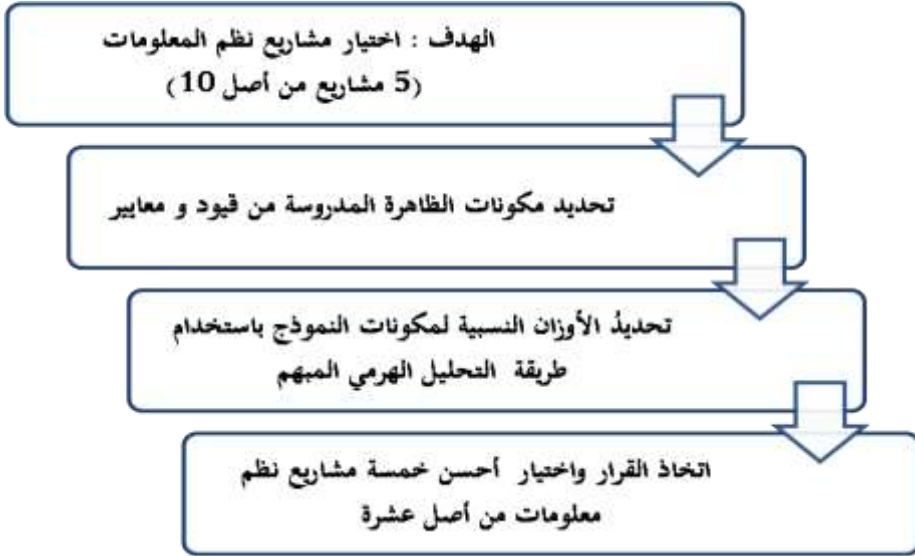 الهدف : اختيار مشاريع نظم المعلومات
(5 مشاريع من أصل 10)
تحديد مكونات الظاهرة المدروسة من قيود و معايير
تحديدُ الأوزان النسبية لمكونات النموذج باستخدام
طريقة التحليل الهرمي المبهم
اتخاذ القرار واختيار أحسن خمسة مشاريع نظم
معلومات من أصل عشرة